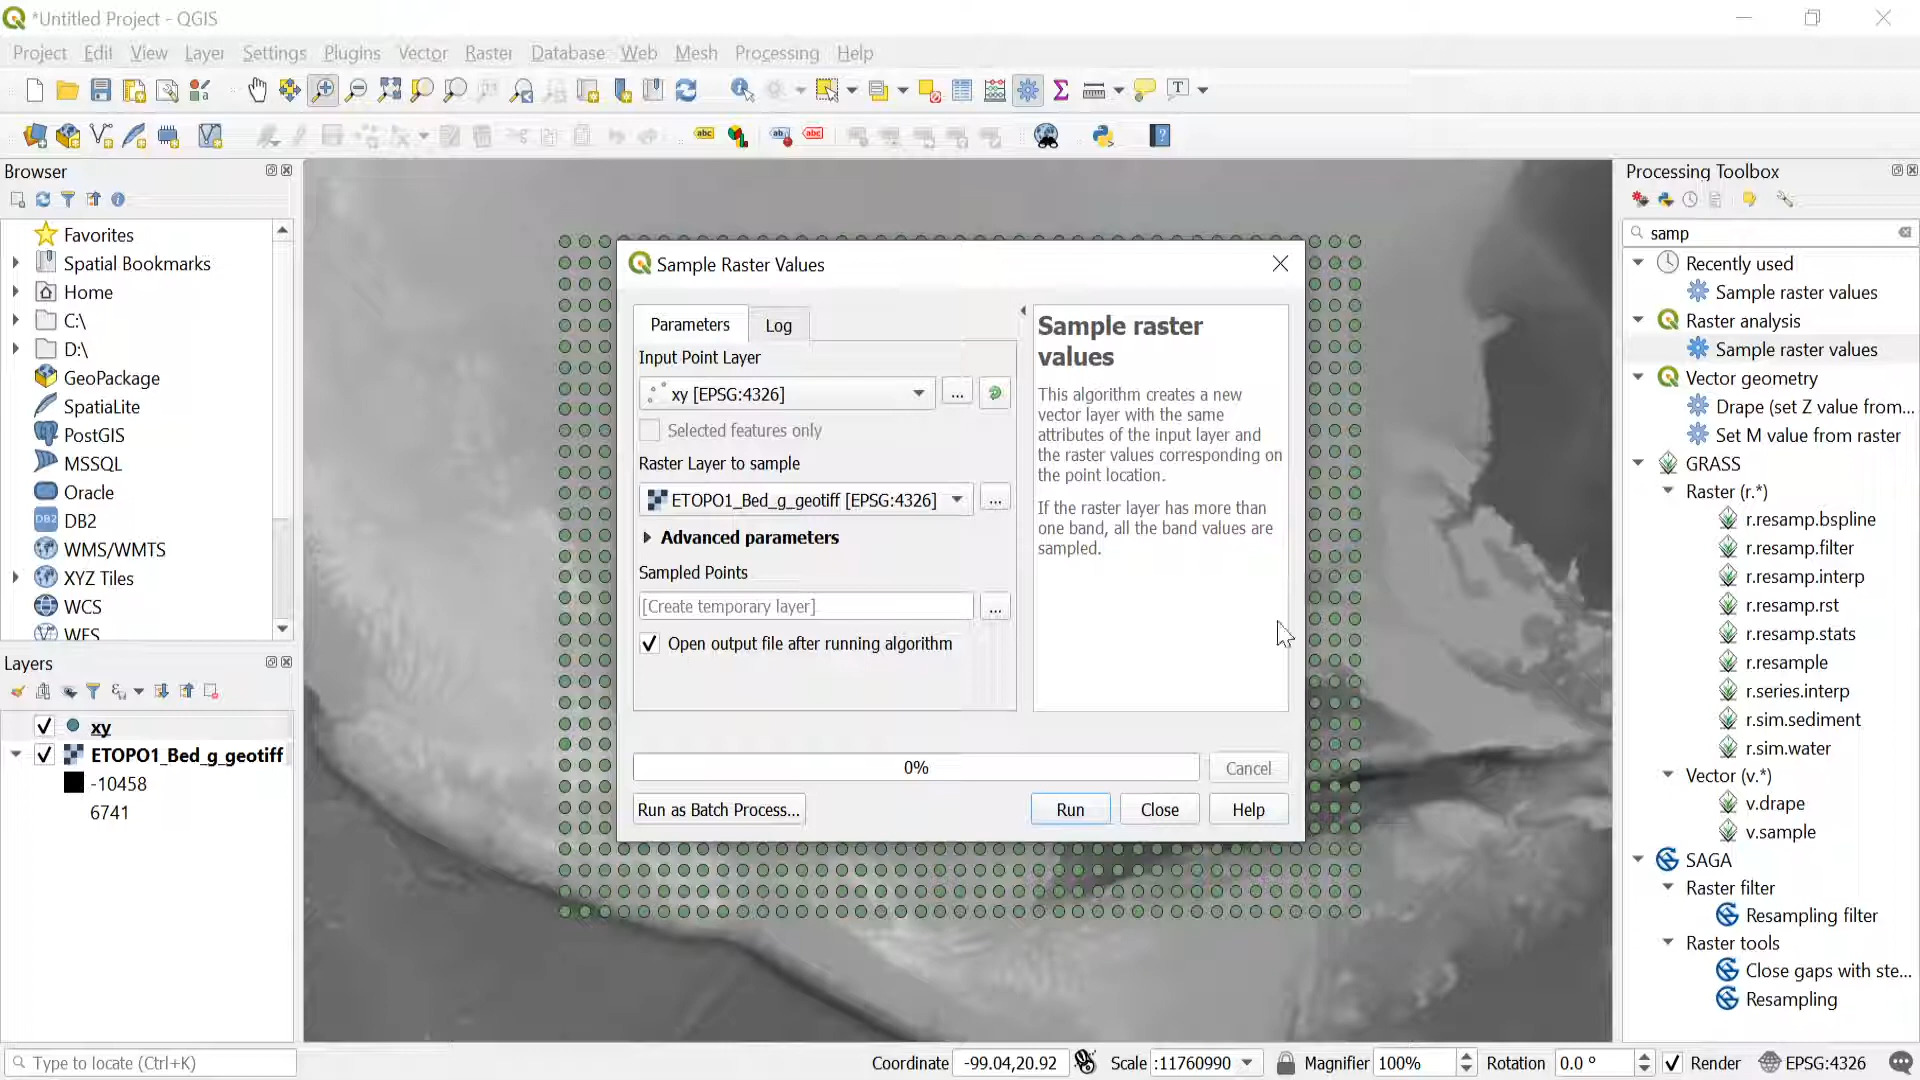 *Untitled Project - QGIS
Project Edit View Layer Settings Plugins Vector Raster Database Web Mesh Processing Help
Browser
Favorites
Spatial Bookmarks
Home
C:\
D:\
GeoPackage
SpatiaLite
PostGIS
MSSQL
Oracle
DB2
WMS/WMTS
XYZ Tiles
WCS
WFS
Layers
xy
ETOPO1_Bed_g_geotiff
-10458
6741
Sample Raster Values
Parameters
Log
Input Point Layer
xy [EPSG:4326]
...
Selected features only
Raster Layer to sample
ETOPO1_Bed_g_geotiff [EPSG:4326]
...
Advanced parameters
Sampled Points
[Create temporary layer]
...
Open output file after running algorithm
Sample raster
values
This algorithm creates a new
vector layer with the same
attributes of the input layer and
the raster values corresponding on
the point location.
If the raster layer has more than
one band, all the band values are
sampled.
0%
Cancel
Run as Batch Process...
Run
Close
Help
Processing Toolbox
samp
Recently used
Sample raster values
Raster analysis
Sample raster values
Vector geometry
Drape (set Z value from...
Set M value from raster
GRASS
Raster (r.*)
r.resamp.bspline
r.resamp.filter
r.resamp.interp
r.resamp.rst
r.resamp.stats
r.resample
r.series.interp
r.sim.sediment
r.sim.water
Vector (v.*)
v.drape
v.sample
SAGA
Raster filter
Resampling filter
Raster tools
Close gaps with ste...
Resampling
Type to locate (Ctrl+K)
Coordinate -99.04,20.92 Scale :11760990 Magnifier 100% Rotation 0.0 ° Render EPSG:4326